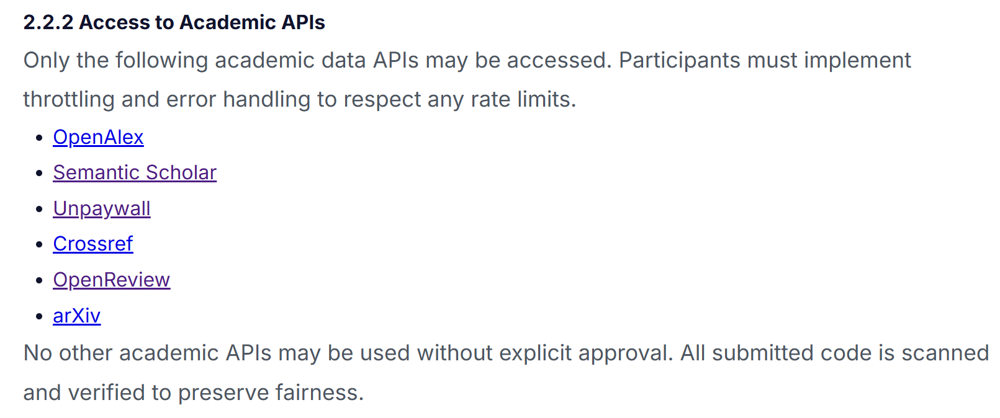 2.2.2 Access to Academic APIs
Only the following academic data APIs may be accessed. Participants must implement
throttling and error handling to respect any rate limits.
• OpenAlex
• Semantic Scholar
• Unpaywall
• Crossref
• OpenReview
• arXiv
No other academic APIs may be used without explicit approval. All submitted code is scanned
and verified to preserve fairness.